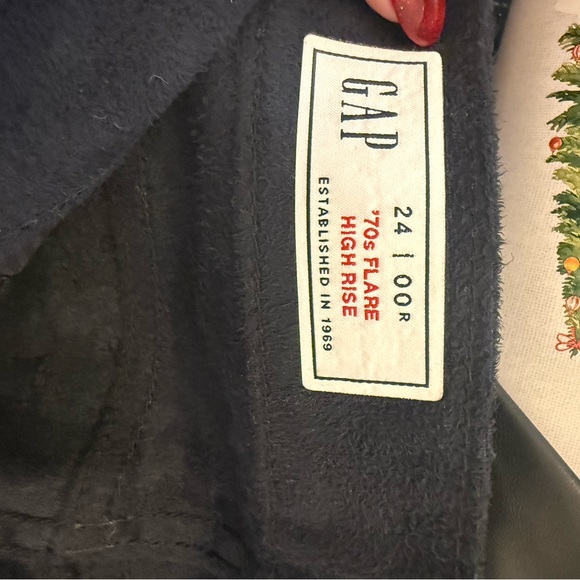 GAP
24 | 00R
'70s FLARE
HIGH RISE
ESTABLISHED IN 1969